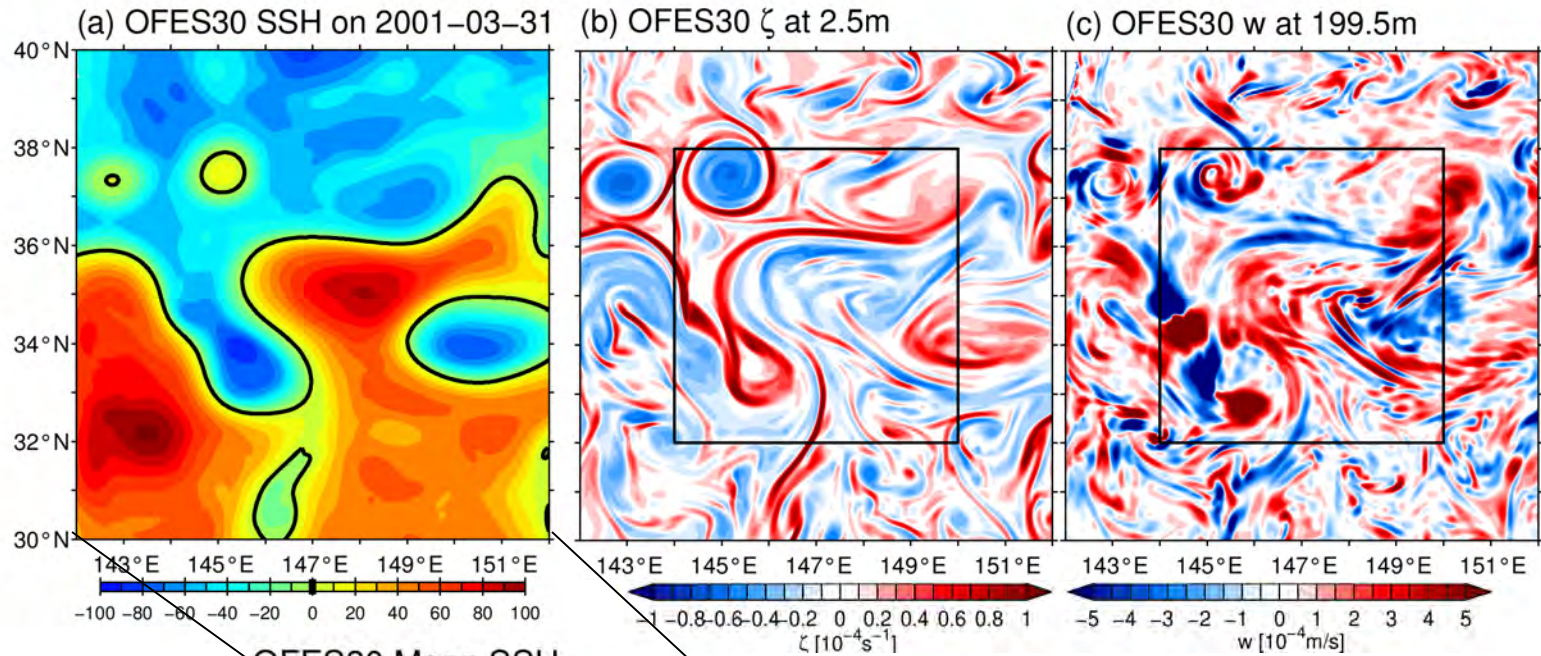 (a) OFES30 SSH on 2001−03−31
(b) OFES30 ζ at 2.5m
(c) OFES30 w at 199.5m
40°N
38°N
36°N
34°N
32°N
30°N
143°E 145°E 147°E 149°E 151°E
143°E 145°E 147°E 149°E 151°E
143°E 145°E 147°E 149°E 151°E
−100 −80 −60 −40 −20 0 20 40 60 80 100
−1 −0.8−0.6−0.4−0.2 0 0.2 0.4 0.6 0.8 1
ζ [10⁻⁴s⁻¹]
−5 −4 −3 −2 −1 0 1 2 3 4 5
w [10⁻⁴m/s]